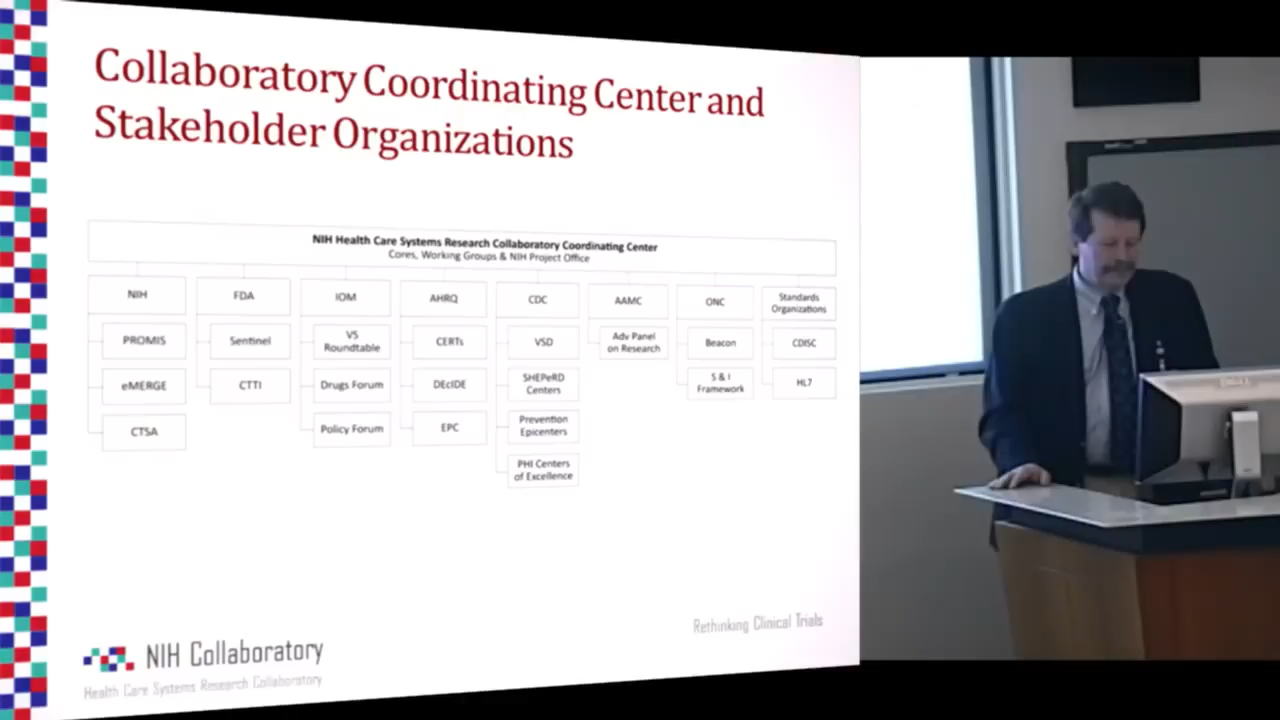 Collaboratory Coordinating Center and
Stakeholder Organizations
NIH Health Care Systems Research Collaboratory Coordinating Center
Cores, Working Groups & NIH Project Office
NIH
PROMIS
eMERGE
CTSA
FDA
Sentinel
CTTI
IOM
VS
Roundtable
Drugs Forum
Policy Forum
AHRQ
CERTs
DEcIDE
EPC
CDC
VSD
SHEPeRD
Centers
Prevention
Epicenters
PHI Centers
of Excellence
AAMC
Adv Panel
on Research
ONC
Beacon
S & I
Framework
Standards
Organizations
CDISC
HL7
Rethinking Clinical Trials
NIH Collaboratory
Health Care Systems Research Collaboratory
DELL